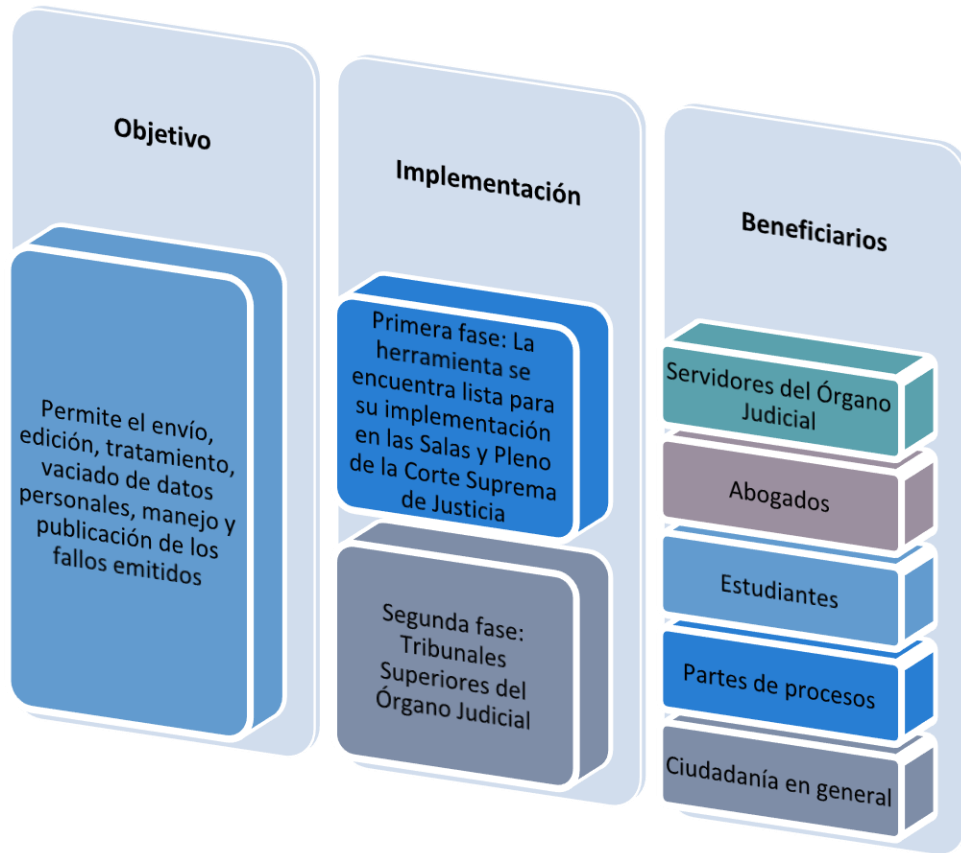 Objetivo
Permite el envío,
edición, tratamiento,
vaciado de datos
personales, manejo y
publicación de los
fallos emitidos
Implementación
Primera fase: La
herramienta se
encuentra lista para
su implementación
en las Salas y Pleno
de la Corte Suprema
de Justicia
Segunda fase:
Tribunales
Superiores del
Órgano Judicial
Beneficiarios
Servidores del Órgano
Judicial
Abogados
Estudiantes
Partes de procesos
Ciudadanía en general